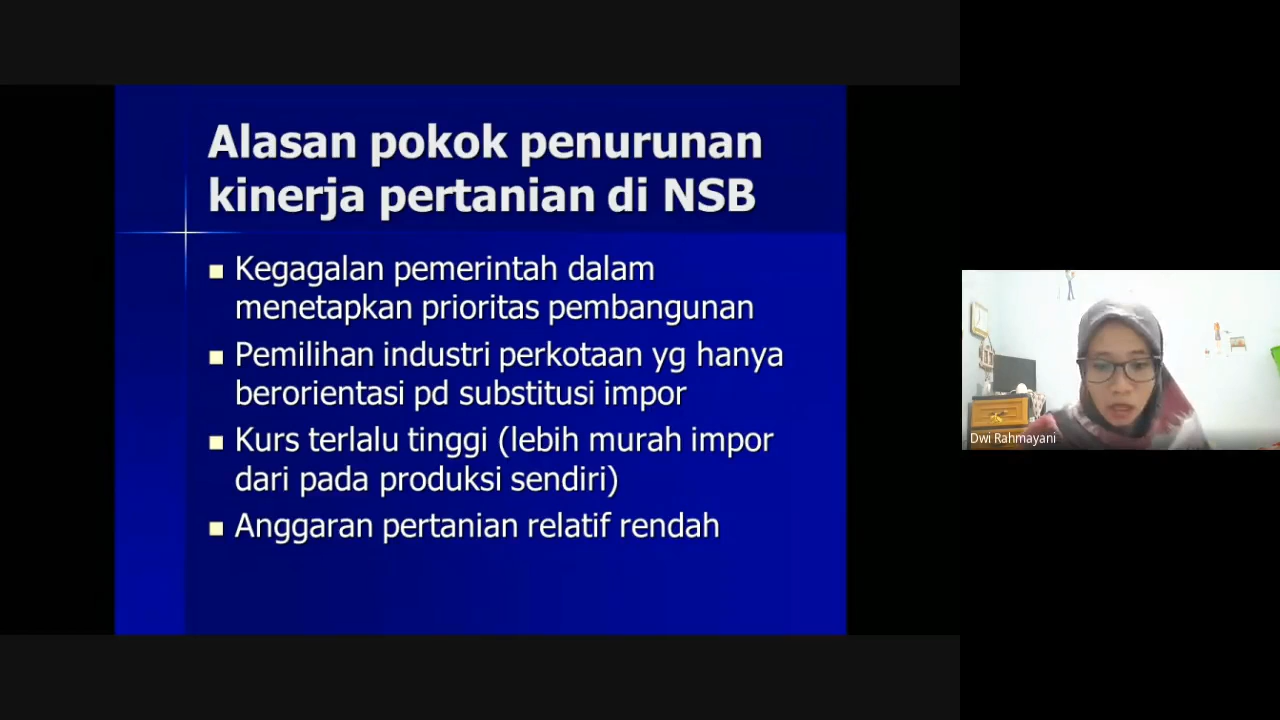 Alasan pokok penurunan
kinerja pertanian di NSB
Kegagalan pemerintah dalam
menetapkan prioritas pembangunan
Pemilihan industri perkotaan yg hanya
berorientasi pd substitusi impor
Kurs terlalu tinggi (lebih murah impor
dari pada produksi sendiri)
Anggaran pertanian relatif rendah
Dwi Rahmayani